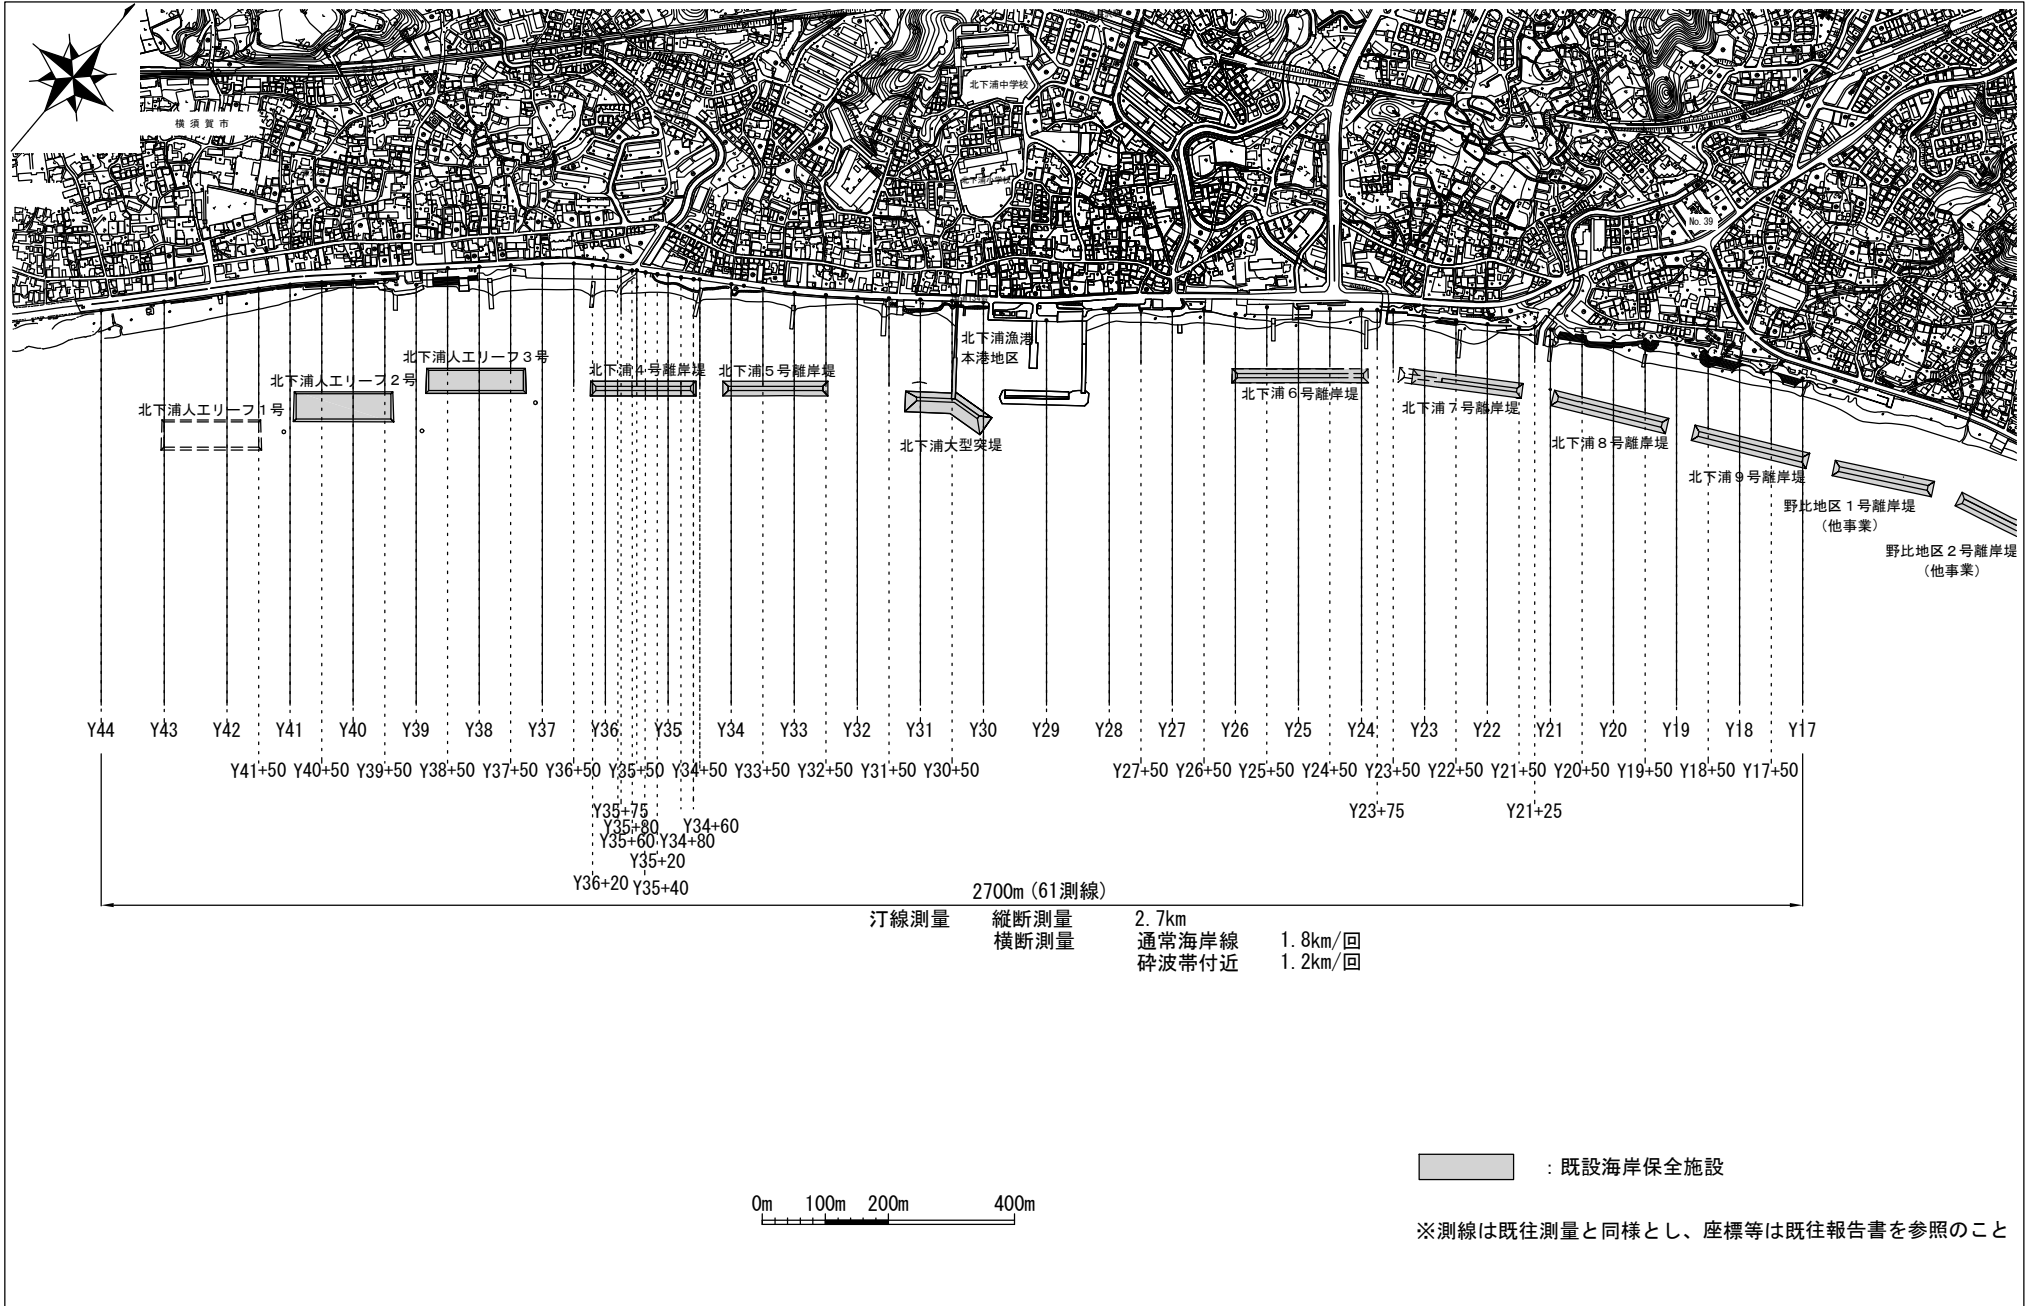 北下浦中学校
横須賀市
北下浦小学校
No. 39
北下浦漁港
本港地区
北下浦人工リーフ３号
北下浦人工リーフ２号
北下浦人工リーフ１号
北下浦４号離岸堤
北下浦５号離岸堤
北下浦大型突堤
北下浦６号離岸堤
北下浦７号離岸堤
北下浦８号離岸堤
北下浦９号離岸堤
野比地区１号離岸堤
（他事業）
野比地区２号離岸堤
（他事業）
Y44 Y43 Y42 Y41 Y40 Y39 Y38 Y37 Y36 Y35 Y34 Y33 Y32 Y31 Y30 Y29 Y28 Y27 Y26 Y25 Y24 Y23 Y22 Y21 Y20 Y19 Y18 Y17
Y41+50 Y40+50 Y39+50 Y38+50 Y37+50 Y36+50 Y35+50 Y34+50 Y33+50 Y32+50 Y31+50 Y30+50 Y27+50 Y26+50 Y25+50 Y24+50 Y23+50 Y22+50 Y21+50 Y20+50 Y19+50 Y18+50 Y17+50
Y35+75 Y23+75 Y21+25
Y35+80 Y34+60
Y35+60 Y34+80
Y35+20
Y36+20 Y35+40
2700m (61測線)
汀線測量 縦断測量 2.7km
横断測量 通常海岸線 1.8km/回
砕波帯付近 1.2km/回
：既設海岸保全施設
0m 100m 200m 400m
※測線は既往測量と同様とし、座標等は既往報告書を参照のこと